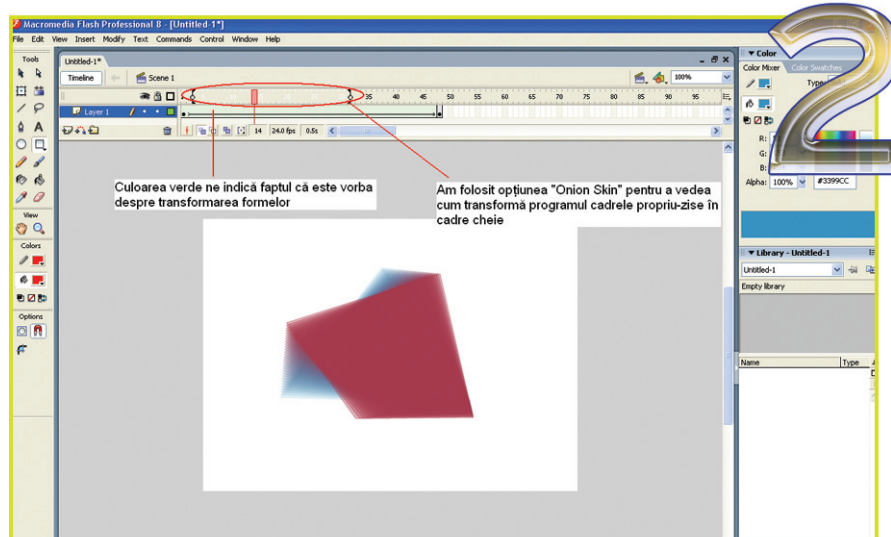 Macromedia Flash Professional 8 - [Untitled-1*]
File Edit View Insert Modify Text Commands Control Window Help
Tools
Untitled-1*
Timeline
Scene 1
100%
35 40 45 50 55 60 65 70 75 80 85 90 95
Layer 1
14 24.0 fps 0.5s
Culoarea verde ne indică faptul că este vorba
despre transformarea formelor
Am folosit opțiunea "Onion Skin" pentru a vedea
cum transformă programul cadrele propriu-zise în
cadre cheie
View
Colors
Options
Color
Color Mixer Color Swatches
Type
R:
G:
B:
Alpha: 100% #3399CC
Library - Untitled-1
Untitled-1
Empty library
Name Type
2